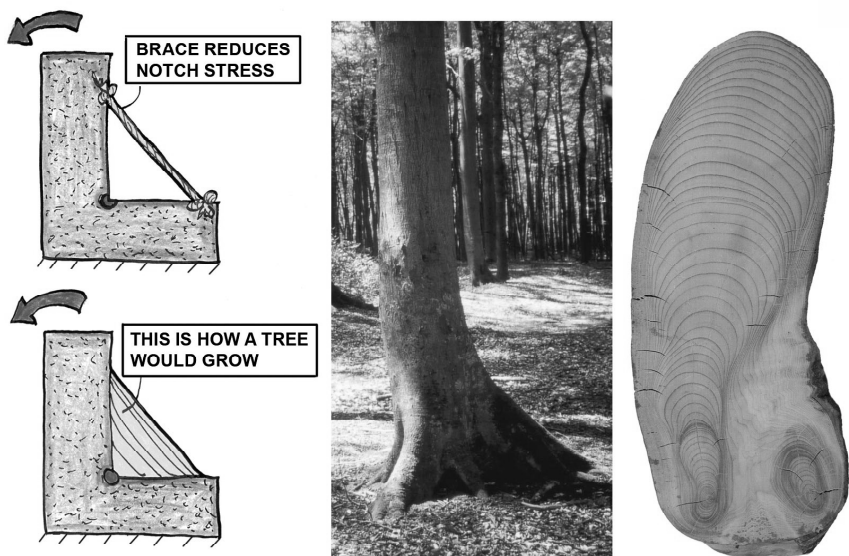 BRACE REDUCES
NOTCH STRESS
THIS IS HOW A TREE
WOULD GROW